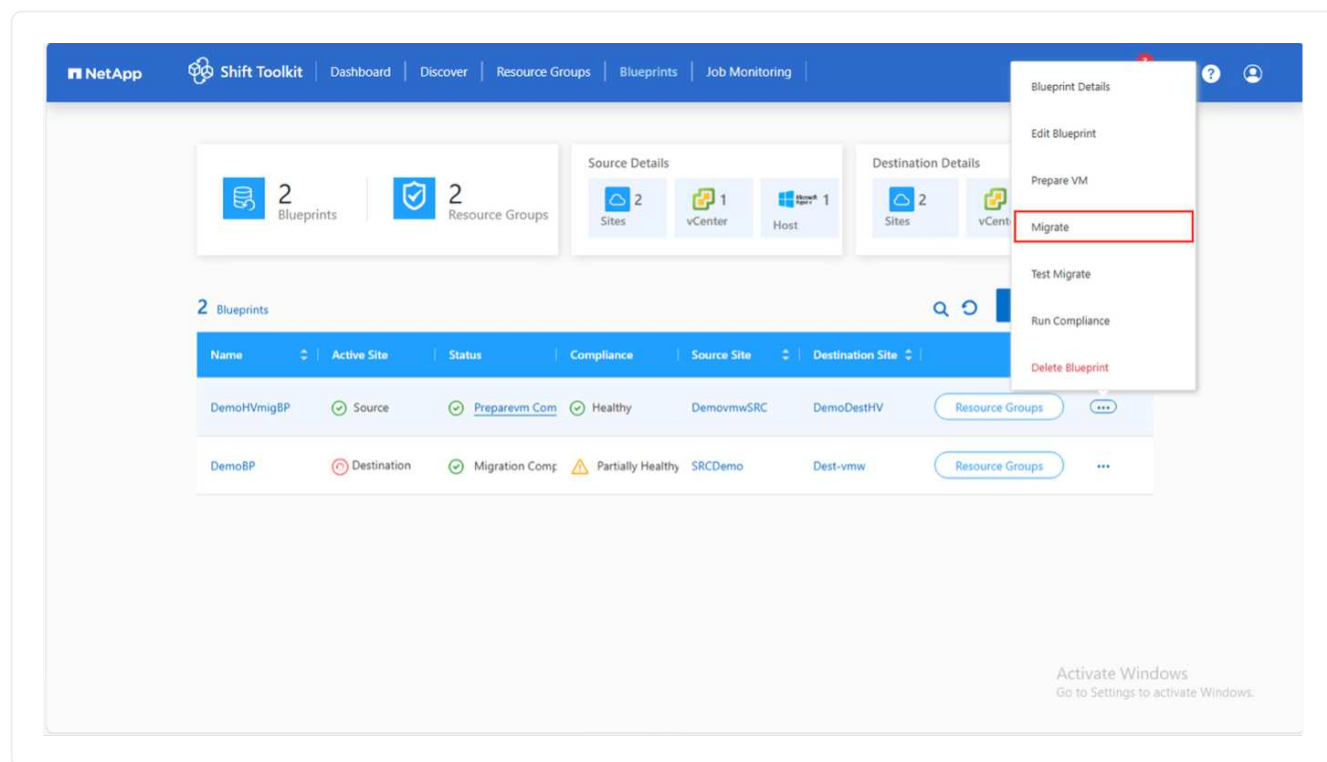 NetApp Shift Toolkit Dashboard Discover Resource Groups Blueprints Job Monitoring ?
Blueprint Details
Edit Blueprint
Prepare VM
Migrate
Test Migrate
Run Compliance
Delete Blueprint
2
Blueprints
2
Resource Groups
Source Details
2
Sites
1
vCenter
1
Host
Destination Details
2
Sites
2 Blueprints
Name Active Site Status Compliance Source Site Destination Site
DemoHVmigBP Source Preparevm Com Healthy DemovmwSRC DemoDestHV Resource Groups ...
DemoBP Destination Migration Comp Partially Healthy SRCDemo Dest-vmw Resource Groups ...
Activate Windows
Go to Settings to activate Windows.